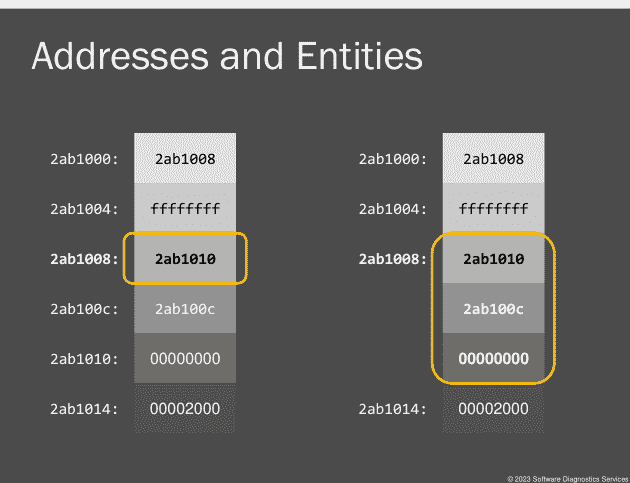 Addresses and Entities
2ab1000: 2ab1008 2ab1000: 2ab1008
2ab1004: ffffffff 2ab1004: ffffffff
2ab1008: 2ab1010 2ab1008: 2ab1010
2ab100c: 2ab100c 2ab100c
2ab1010: 00000000 00000000
2ab1014: 00002000 2ab1014: 00002000
© 2023 Software Diagnostics Services